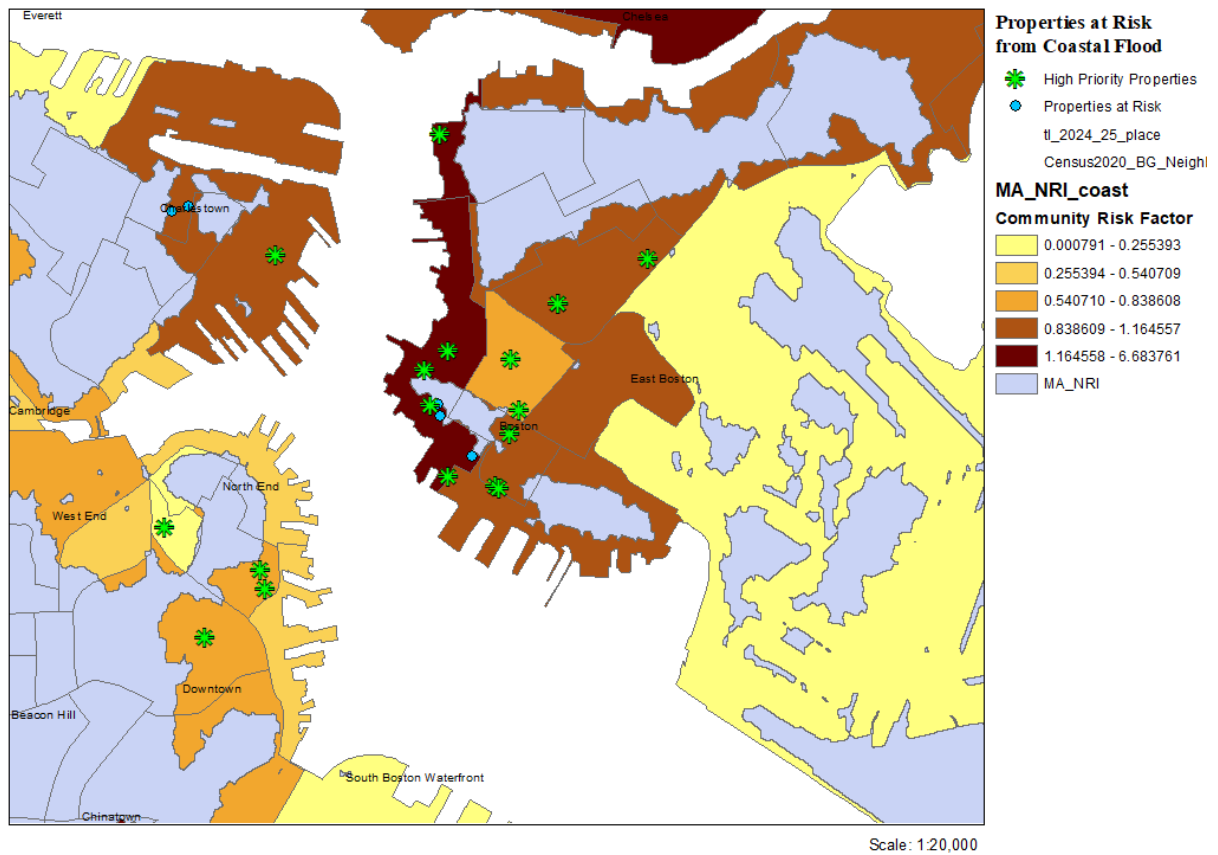 Everett
Chelsea
Charlestown
East Boston
Cambridge
Boston
North End
West End
Downtown
Beacon Hill
South Boston Waterfront
Chinatown
Properties at Risk
from Coastal Flood
High Priority Properties
Properties at Risk
tl_2024_25_place
Census2020_BG_Neighl
MA_NRI_coast
Community Risk Factor
0.000791 - 0.255393
0.255394 - 0.540709
0.540710 - 0.838608
0.838609 - 1.164557
1.164558 - 6.683761
MA_NRI
Scale: 1:20,000